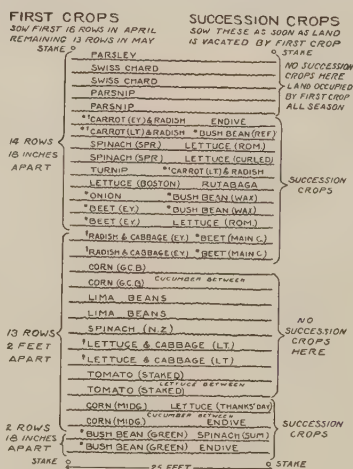 FIRST CROPS
SOW FIRST 16 ROWS IN APRIL
REMAINING 13 ROWS IN MAY
STAKE
SUCCESSION CROPS
SOW THESE AS SOON AS LAND
IS VACATED BY FIRST CROP
STAKE
PARSLEY
SWISS CHARD
SWISS CHARD
PARSNIP
PARSNIP
NO SUCCESSION
CROPS HERE
LAND OCCUPIED
BY FIRST CROP
ALL SEASON
14 ROWS
18 INCHES
APART
*'CARROT (EY) & RADISH ENDIVE
*'CARROT (LT) & RADISH *BUSH BEAN (REF)
SPINACH (SPR) LETTUCE (ROM.)
SPINACH (SPR) LETTUCE (CURLED)
TURNIP *'CARROT (LT) & RADISH
LETTUCE (BOSTON) RUTABAGA
*ONION *BUSH BEAN (WAX)
*BEET (EY.) *BUSH BEAN (WAX)
*BEET (EY.) LETTUCE (ROM.)
'RADISH & CABBAGE (EY.) *BEET (MAIN C.)
'RADISH & CABBAGE (EY.) *BEET (MAIN C.)
SUCCESSION
CROPS
13 ROWS
2 FEET
APART
CORN (G.C.B)
CUCUMBER BETWEEN
CORN (G.C.B)
LIMA BEANS
LIMA BEANS
SPINACH (N.Z)
'LETTUCE & CABBAGE (LT.)
'LETTUCE & CABBAGE (LT)
TOMATO (STAKED)
LETTUCE BETWEEN
TOMATO (STAKED)
NO
SUCCESSION
CROPS
HERE
CORN (MIDG) LETTUCE (THANKS'DAY)
CUCUMBER BETWEEN
CORN (MIDG) ENDIVE
2 ROWS
18 INCHES
APART
*BUSH BEAN (GREEN) SPINACH (SUM)
*BUSH BEAN (GREEN) ENDIVE
SUCCESSION
CROPS
STAKE
25 FEET
STAKE